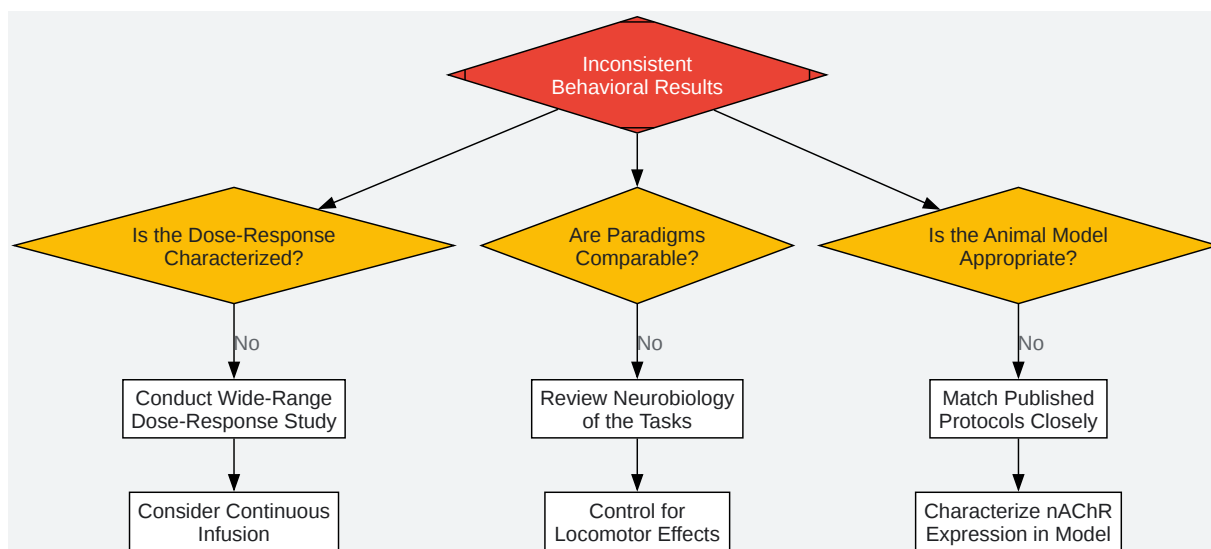 Inconsistent
Behavioral Results
Is the Dose-Response
Characterized?
Are Paradigms
Comparable?
Is the Animal Model
Appropriate?
No
No
No
Conduct Wide-Range
Dose-Response Study
Review Neurobiology
of the Tasks
Match Published
Protocols Closely
Consider Continuous
Infusion
Control for
Locomotor Effects
Characterize nAChR
Expression in Model